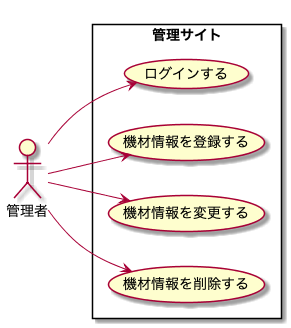 管理サイト
ログインする
機材情報を登録する
管理者
機材情報を変更する
機材情報を削除する